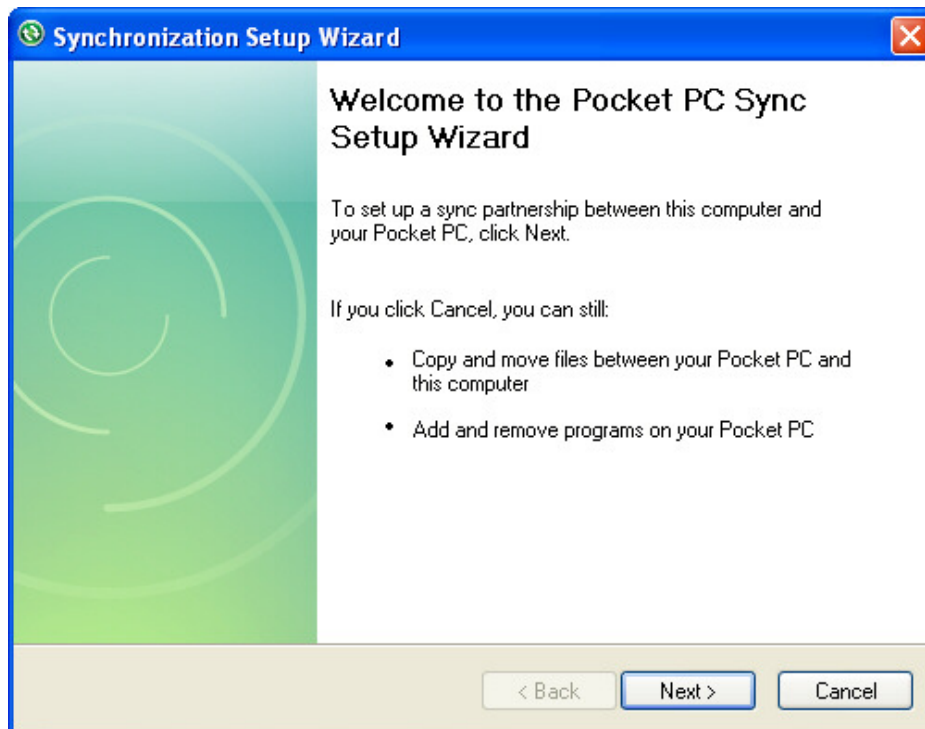 Synchronization Setup Wizard
Welcome to the Pocket PC Sync
Setup Wizard
To set up a sync partnership between this computer and
your Pocket PC, click Next.
If you click Cancel, you can still:
• Copy and move files between your Pocket PC and
this computer
• Add and remove programs on your Pocket PC
< Back Next > Cancel